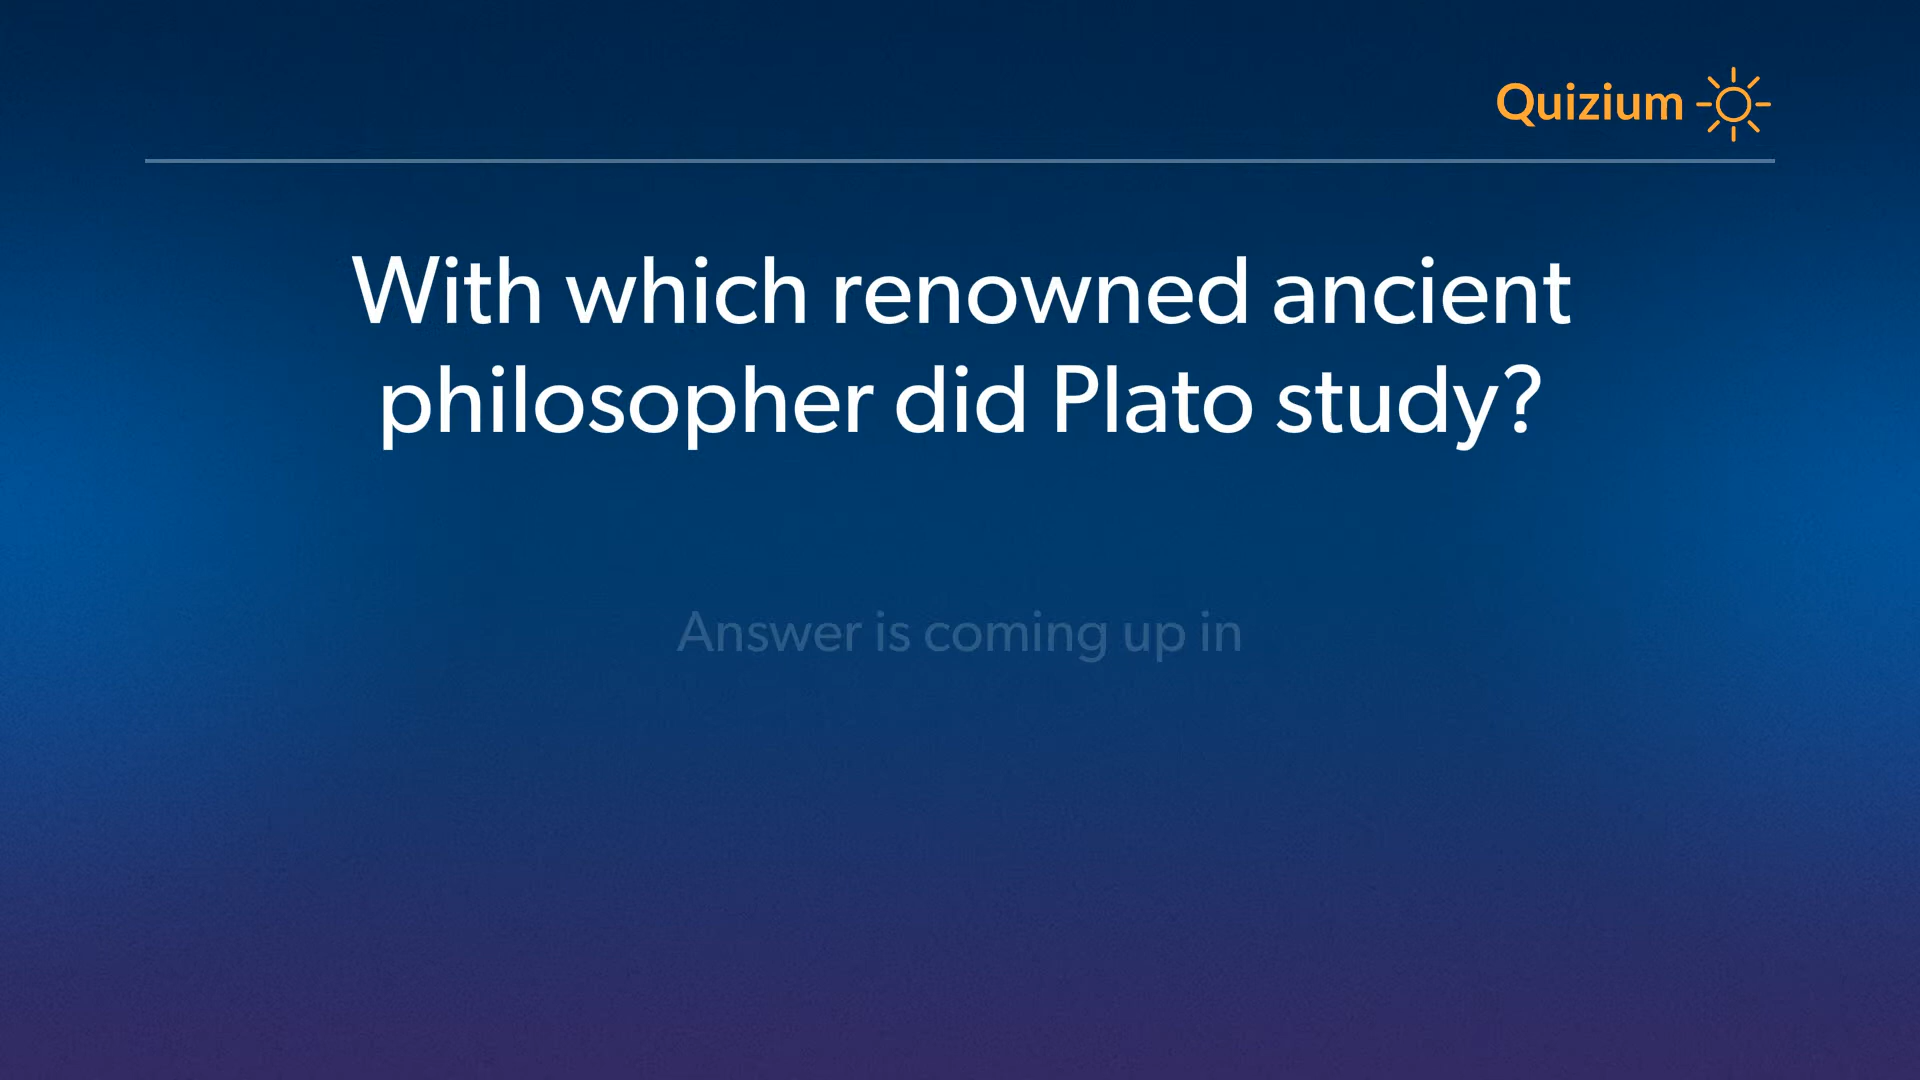 Quizium
With which renowned ancient
philosopher did Plato study?
Answer is coming up in